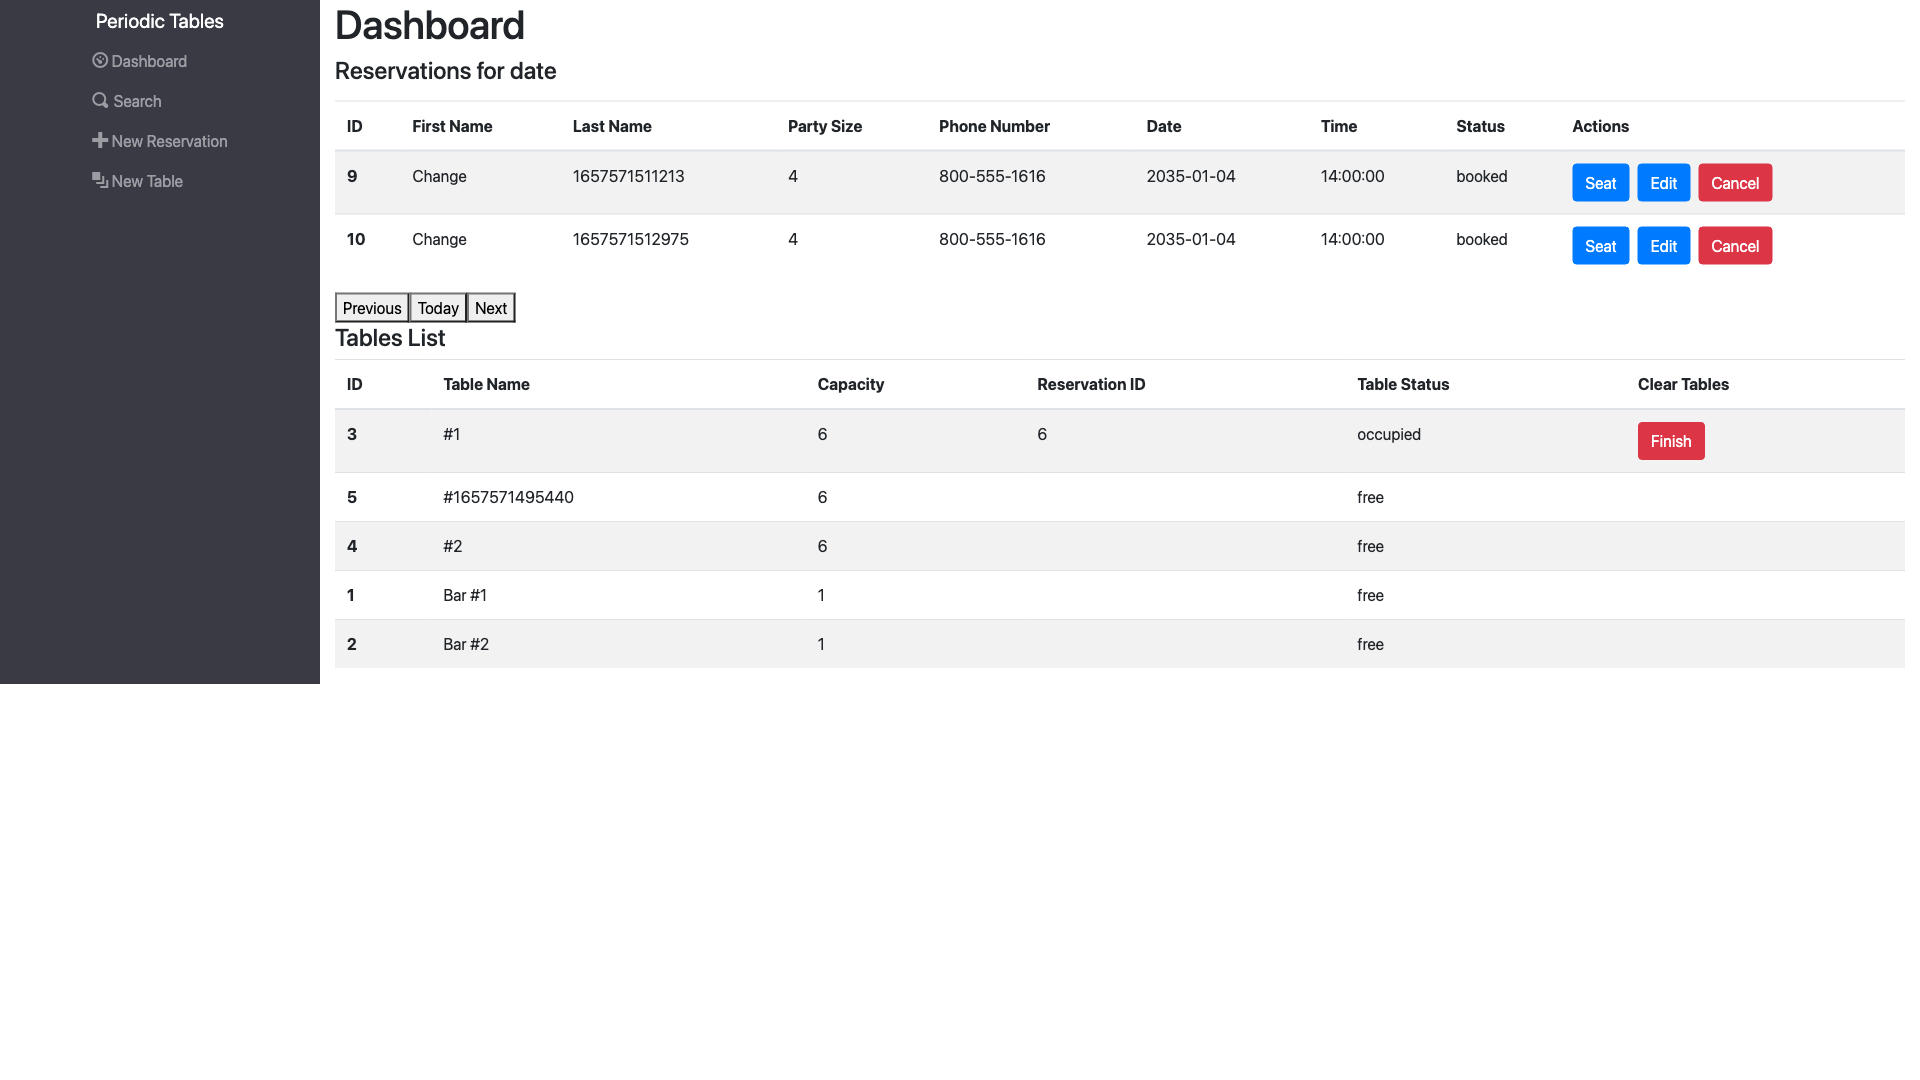 Periodic Tables
Dashboard
Search
New Reservation
New Table
Dashboard
Reservations for date
ID First Name Last Name Party Size Phone Number Date Time Status Actions
9 Change 1657571511213 4 800-555-1616 2035-01-04 14:00:00 booked Seat Edit Cancel
10 Change 1657571512975 4 800-555-1616 2035-01-04 14:00:00 booked Seat Edit Cancel
Previous Today Next
Tables List
ID Table Name Capacity Reservation ID Table Status Clear Tables
3 #1 6 6 occupied Finish
5 #1657571495440 6 free
4 #2 6 free
1 Bar #1 1 free
2 Bar #2 1 free